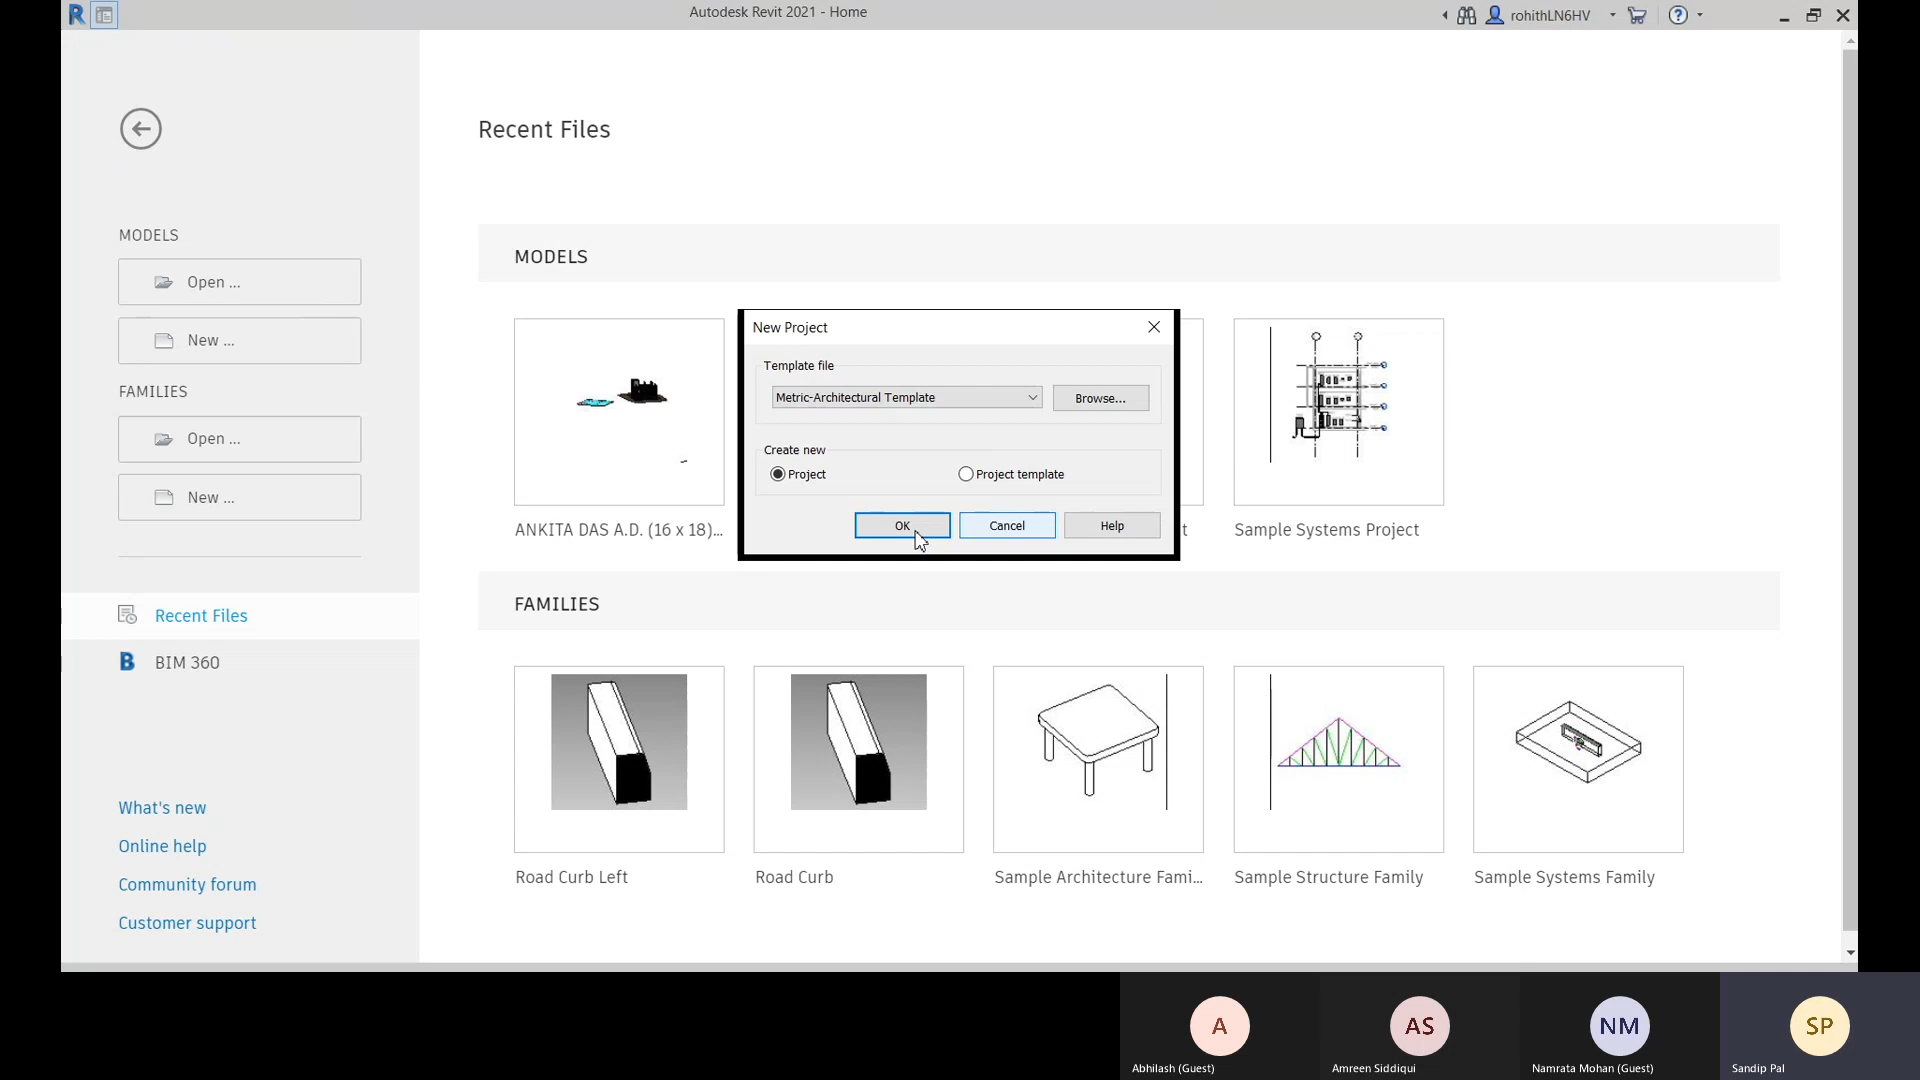 Autodesk Revit 2021 - Home
rohithLN6HV
Recent Files
MODELS
Open ...
New ...
FAMILIES
Open ...
New ...
Recent Files
BIM 360
What's new
Online help
Community forum
Customer support
MODELS
ANKITA DAS A.D. (16 x 18)...
t
Sample Systems Project
New Project
Template file
Metric-Architectural Template
Browse...
Create new
Project
Project template
OK
Cancel
Help
FAMILIES
Road Curb Left
Road Curb
Sample Architecture Fami...
Sample Structure Family
Sample Systems Family
A
Abhilash (Guest)
AS
Amreen Siddiqui
NM
Namrata Mohan (Guest)
SP
Sandip Pal